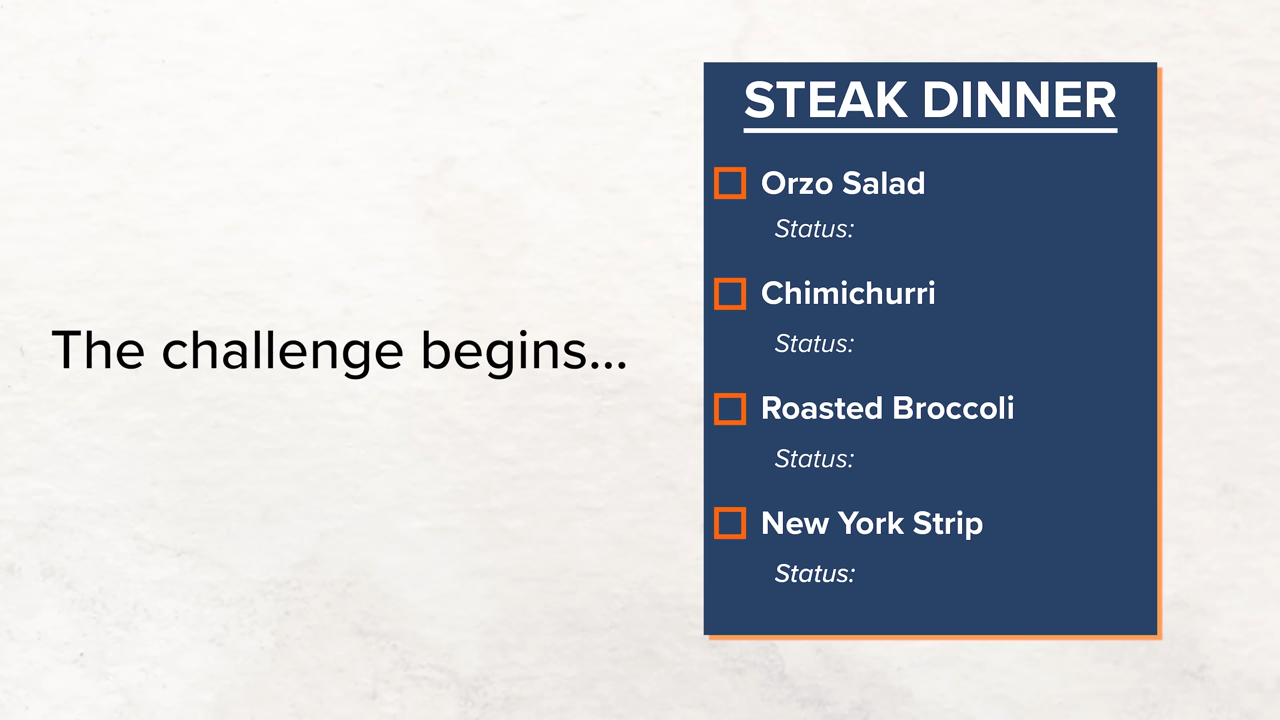 The challenge begins...
STEAK DINNER
Orzo Salad
Status:
Chimichurri
Status:
Roasted Broccoli
Status:
New York Strip
Status: